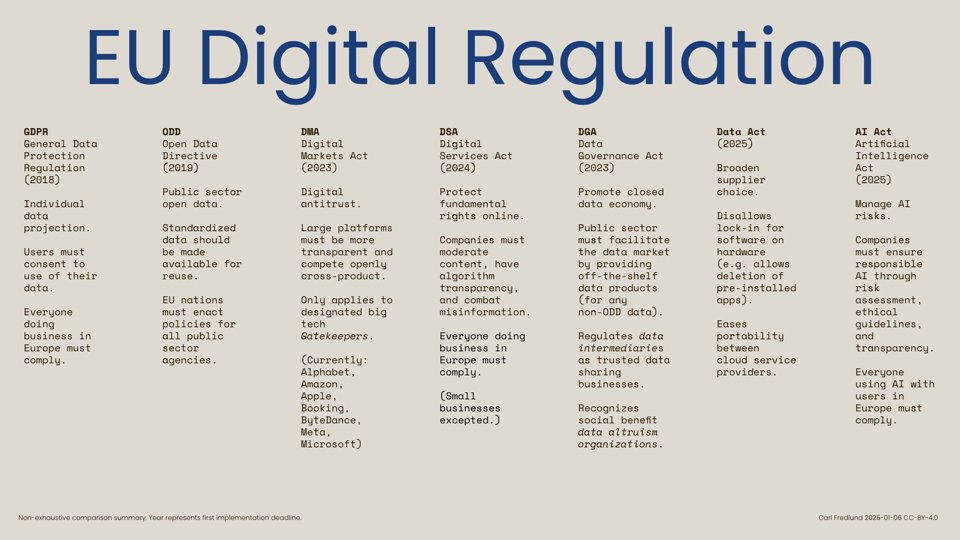 EU Digital Regulation
GDPR
General Data
Protection
Regulation
(2018)
Individual
data
projection.
Users must
consent to
use of their
data.
Everyone
doing
business in
Europe must
comply.
ODD
Open Data
Directive
(2019)
Public sector
open data.
Standardized
data should
be made
available for
reuse.
EU nations
must enact
policies for
all public
sector
agencies.
DMA
Digital
Markets Act
(2023)
Digital
antitrust.
Large platforms
must be more
transparent and
compete openly
cross-product.
Only applies to
designated big
tech
Gatekeepers.
(Currently:
Alphabet,
Amazon,
Apple,
Booking,
ByteDance,
Meta,
Microsoft)
DSA
Digital
Services Act
(2024)
Protect
fundamental
rights online.
Companies must
moderate
content, have
algorithm
transparency,
and combat
misinformation.
Everyone doing
business in
Europe must
comply.
(Small
businesses
excepted.)
DGA
Data
Governance Act
(2023)
Promote closed
data economy.
Public sector
must facilitate
the data market
by providing
off-the-shelf
data products
(for any
non-ODD data).
Regulates data
intermediaries
as trusted data
sharing
businesses.
Recognizes
social benefit
data altruism
organizations.
Data Act
(2025)
Broaden
supplier
choice.
Disallows
lock-in for
software on
hardware
(e.g. allows
deletion of
pre-installed
apps).
Eases
portability
between
cloud service
providers.
AI Act
Artificial
Intelligence
Act
(2025)
Manage AI
risks.
Companies
must ensure
responsible
AI through
risk
assessment,
ethical
guidelines,
and
transparency.
Everyone
using AI with
users in
Europe must
comply.
Non-exhaustive comparison summary. Year represents first implementation deadline.
Carl Fredlund 2025-01-06 CC-BY-4.0